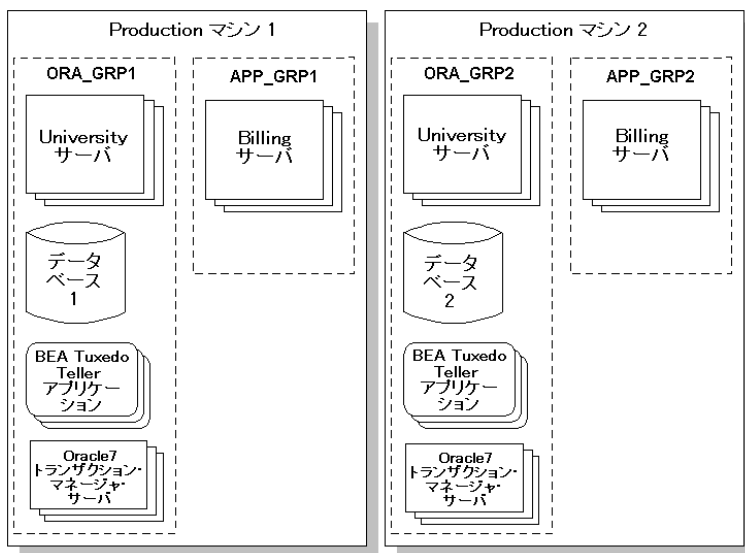 Production マシン 1
ORA_GRP1
APP_GRP1
University
サーバ
Billing
サーバ
データ
ベース
1
BEA Tuxedo
Teller
アプリケー
ション
Oracle7
トランザクション・
マネージャ・
サーバ
Production マシン 2
ORA_GRP2
APP_GRP2
University
サーバ
Billing
サーバ
データ
ベース
2
BEA Tuxedo
Teller
アプリケー
ション
Oracle7
トランザクション・
マネージャ・
サーバ